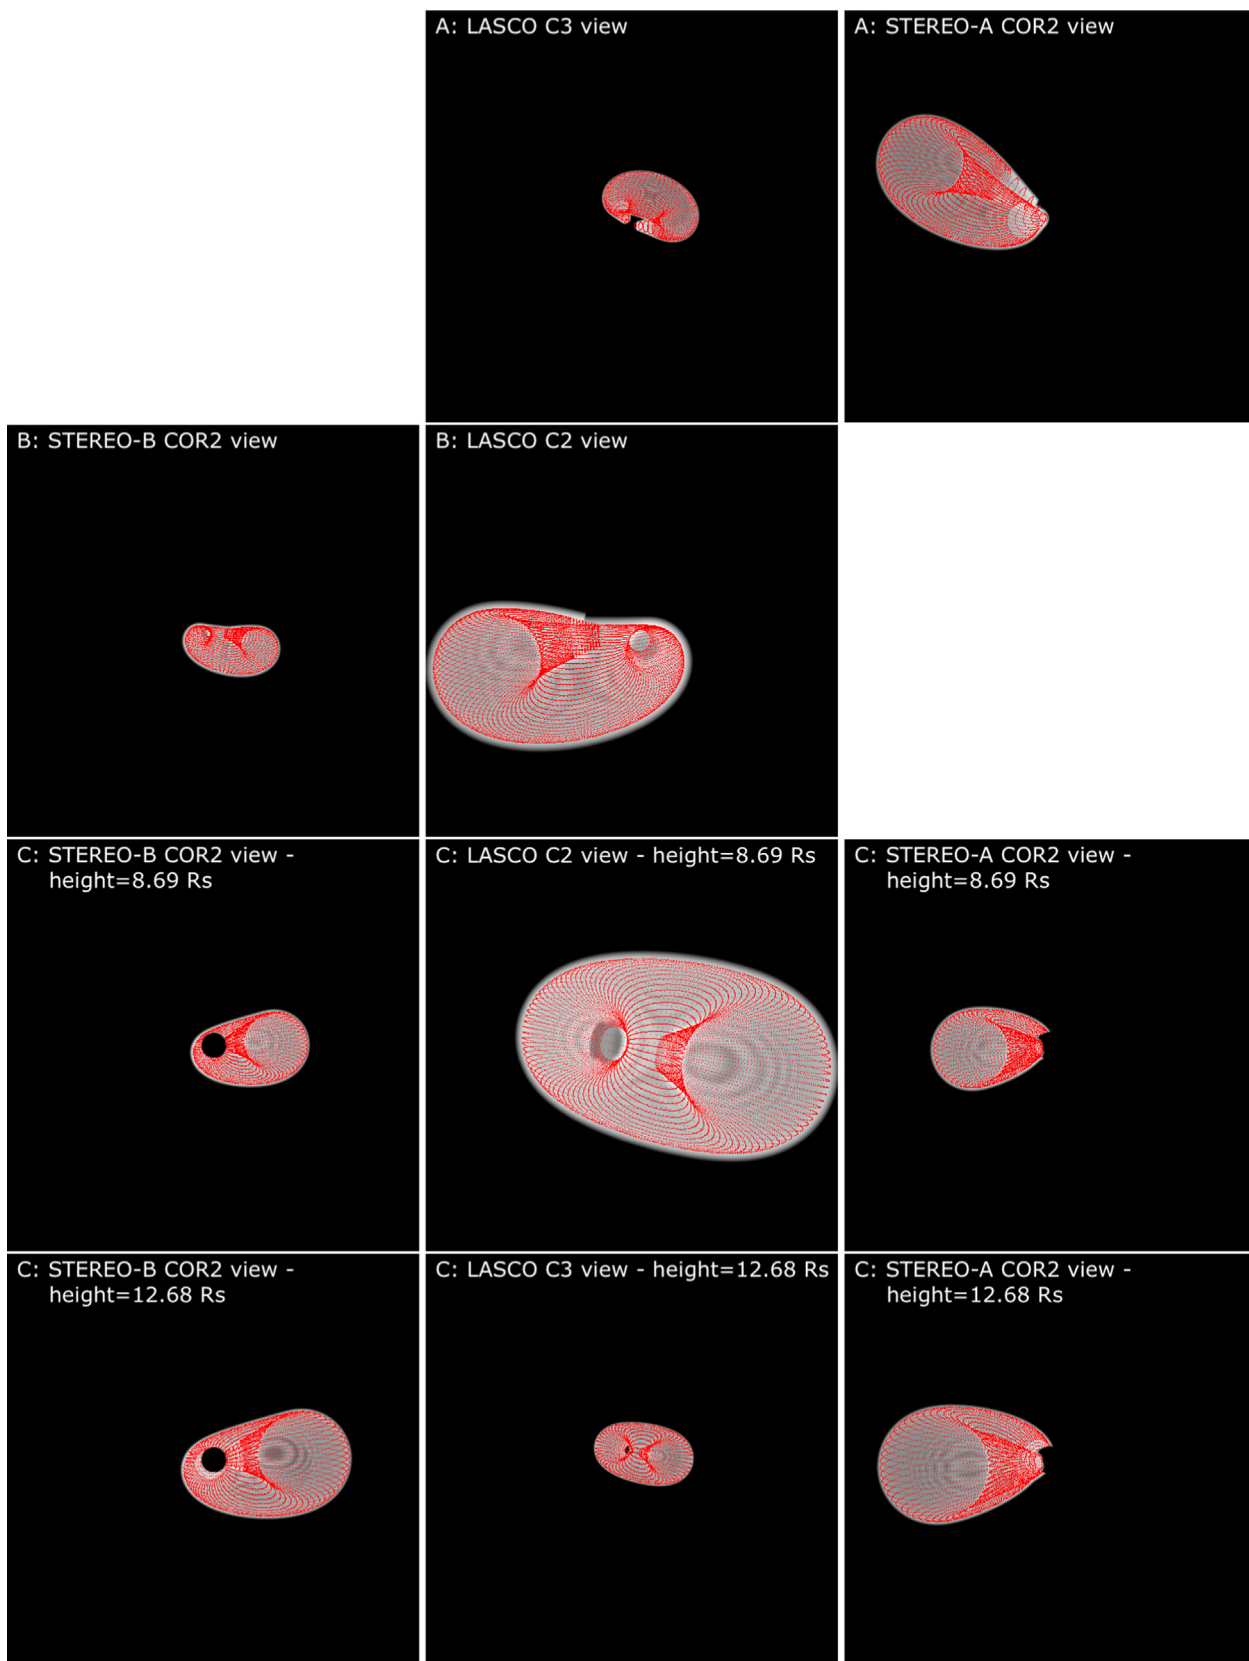 A: LASCO C3 view
A: STEREO-A COR2 view
B: STEREO-B COR2 view
B: LASCO C2 view
C: STEREO-B COR2 view -
height=8.69 Rs
C: LASCO C2 view - height=8.69 Rs
C: STEREO-A COR2 view -
height=8.69 Rs
C: STEREO-B COR2 view -
height=12.68 Rs
C: LASCO C3 view - height=12.68 Rs
C: STEREO-A COR2 view -
height=12.68 Rs